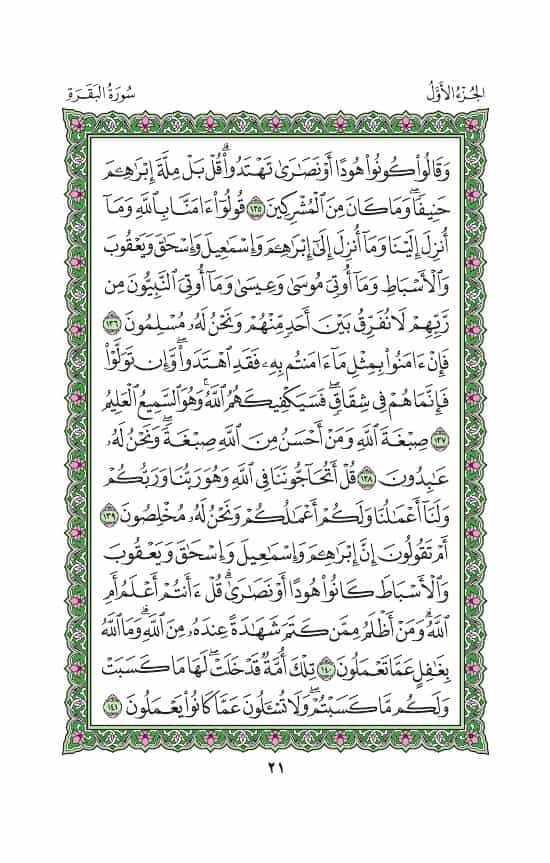 الجُزْءُ الأَوَّلُ
سُورَةُ البَقَرَةِ
وَقَالُوا۟ كُونُوا۟ هُودًا أَوْ نَصَٰرَىٰ تَهْتَدُوا۟ۗ قُلْ بَلْ مِلَّةَ إِبْرَٰهِـۧمَ
حَنِيفًاۖ وَمَا كَانَ مِنَ ٱلْمُشْرِكِينَ ١٣٥ قُولُوٓا۟ ءَامَنَّا بِٱللَّهِ وَمَآ
أُنزِلَ إِلَيْنَا وَمَآ أُنزِلَ إِلَىٰٓ إِبْرَٰهِـۧمَ وَإِسْمَٰعِيلَ وَإِسْحَٰقَ وَيَعْقُوبَ
وَٱلْأَسْبَاطِ وَمَآ أُوتِىَ مُوسَىٰ وَعِيسَىٰ وَمَآ أُوتِىَ ٱلنَّبِيُّونَ مِن
رَّبِّهِمْ لَا نُفَرِّقُ بَيْنَ أَحَدٍ مِّنْهُمْ وَنَحْنُ لَهُۥ مُسْلِمُونَ ١٣٦
فَإِنْ ءَامَنُوا۟ بِمِثْلِ مَآ ءَامَنتُم بِهِۦ فَقَدِ ٱهْتَدَوا۟ۖ وَّإِن تَوَلَّوْا۟
فَإِنَّمَا هُمْ فِى شِقَاقٍۖ فَسَيَكْفِيكَهُمُ ٱللَّهُۚ وَهُوَ ٱلسَّمِيعُ ٱلْعَلِيمُ
١٣٧ صِبْغَةَ ٱللَّهِ وَمَنْ أَحْسَنُ مِنَ ٱللَّهِ صِبْغَةًۖ وَنَحْنُ لَهُۥ
عَٰبِدُونَ ١٣٨ قُلْ أَتُحَآجُّونَنَا فِى ٱللَّهِ وَهُوَ رَبُّنَا وَرَبُّكُمْ
وَلَنَآ أَعْمَٰلُنَا وَلَكُمْ أَعْمَٰلُكُمْ وَنَحْنُ لَهُۥ مُخْلِصُونَ ١٣٩
أَمْ تَقُولُونَ إِنَّ إِبْرَٰهِـۧمَ وَإِسْمَٰعِيلَ وَإِسْحَٰقَ وَيَعْقُوبَ
وَٱلْأَسْبَاطَ كَانُوا۟ هُودًا أَوْ نَصَٰرَىٰۗ قُلْ ءَأَنتُمْ أَعْلَمُ أَمِ
ٱللَّهُۗ وَمَنْ أَظْلَمُ مِمَّن كَتَمَ شَهَٰدَةً عِندَهُۥ مِنَ ٱللَّهِۗ وَمَا ٱللَّهُ
بِغَٰفِلٍ عَمَّا تَعْمَلُونَ ١٤٠ تِلْكَ أُمَّةٌ قَدْ خَلَتْۖ لَهَا مَا كَسَبَتْ
وَلَكُم مَّا كَسَبْتُمْۖ وَلَا تُسْـَٔلُونَ عَمَّا كَانُوا۟ يَعْمَلُونَ ١٤١
٢١